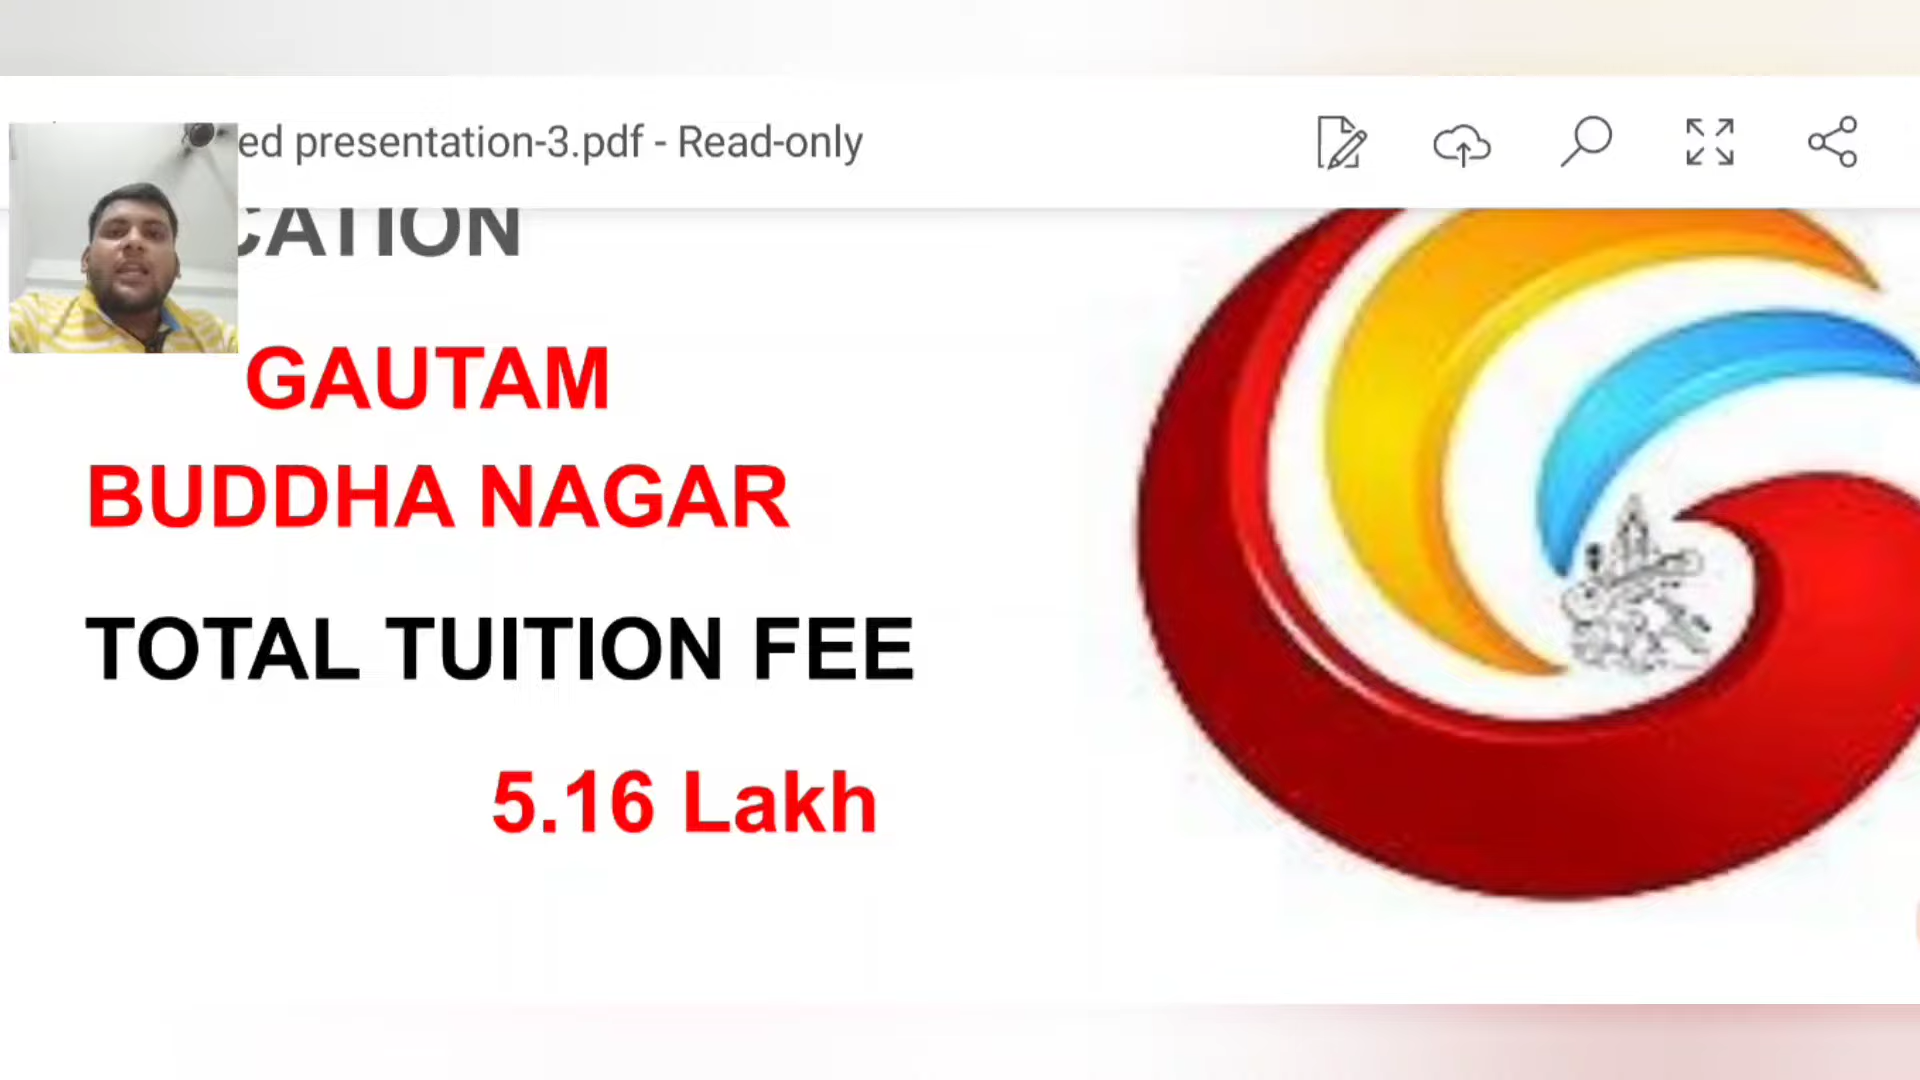 ed presentation-3.pdf - Read-only
CATION
GAUTAM
BUDDHA NAGAR
TOTAL TUITION FEE
5.16 Lakh